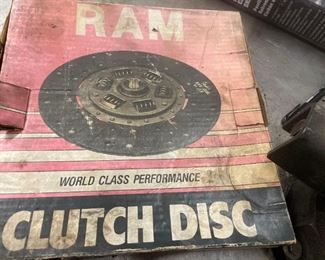 RAM
WORLD CLASS PERFORMANCE
CLUTCH DISC